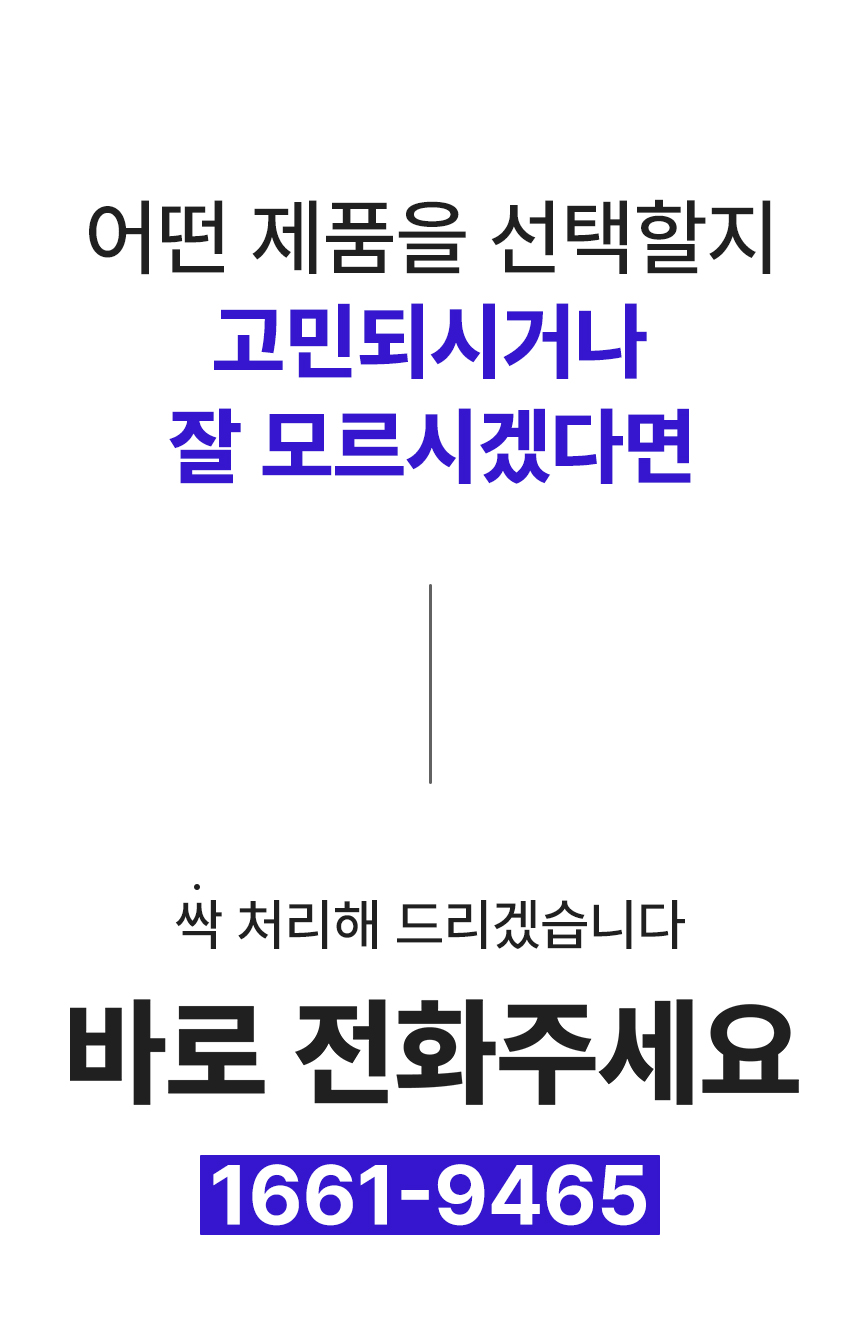 어떤 제품을 선택할지
고민되시거나
잘 모르시겠다면
싹 처리해 드리겠습니다
바로 전화주세요
1661-9465